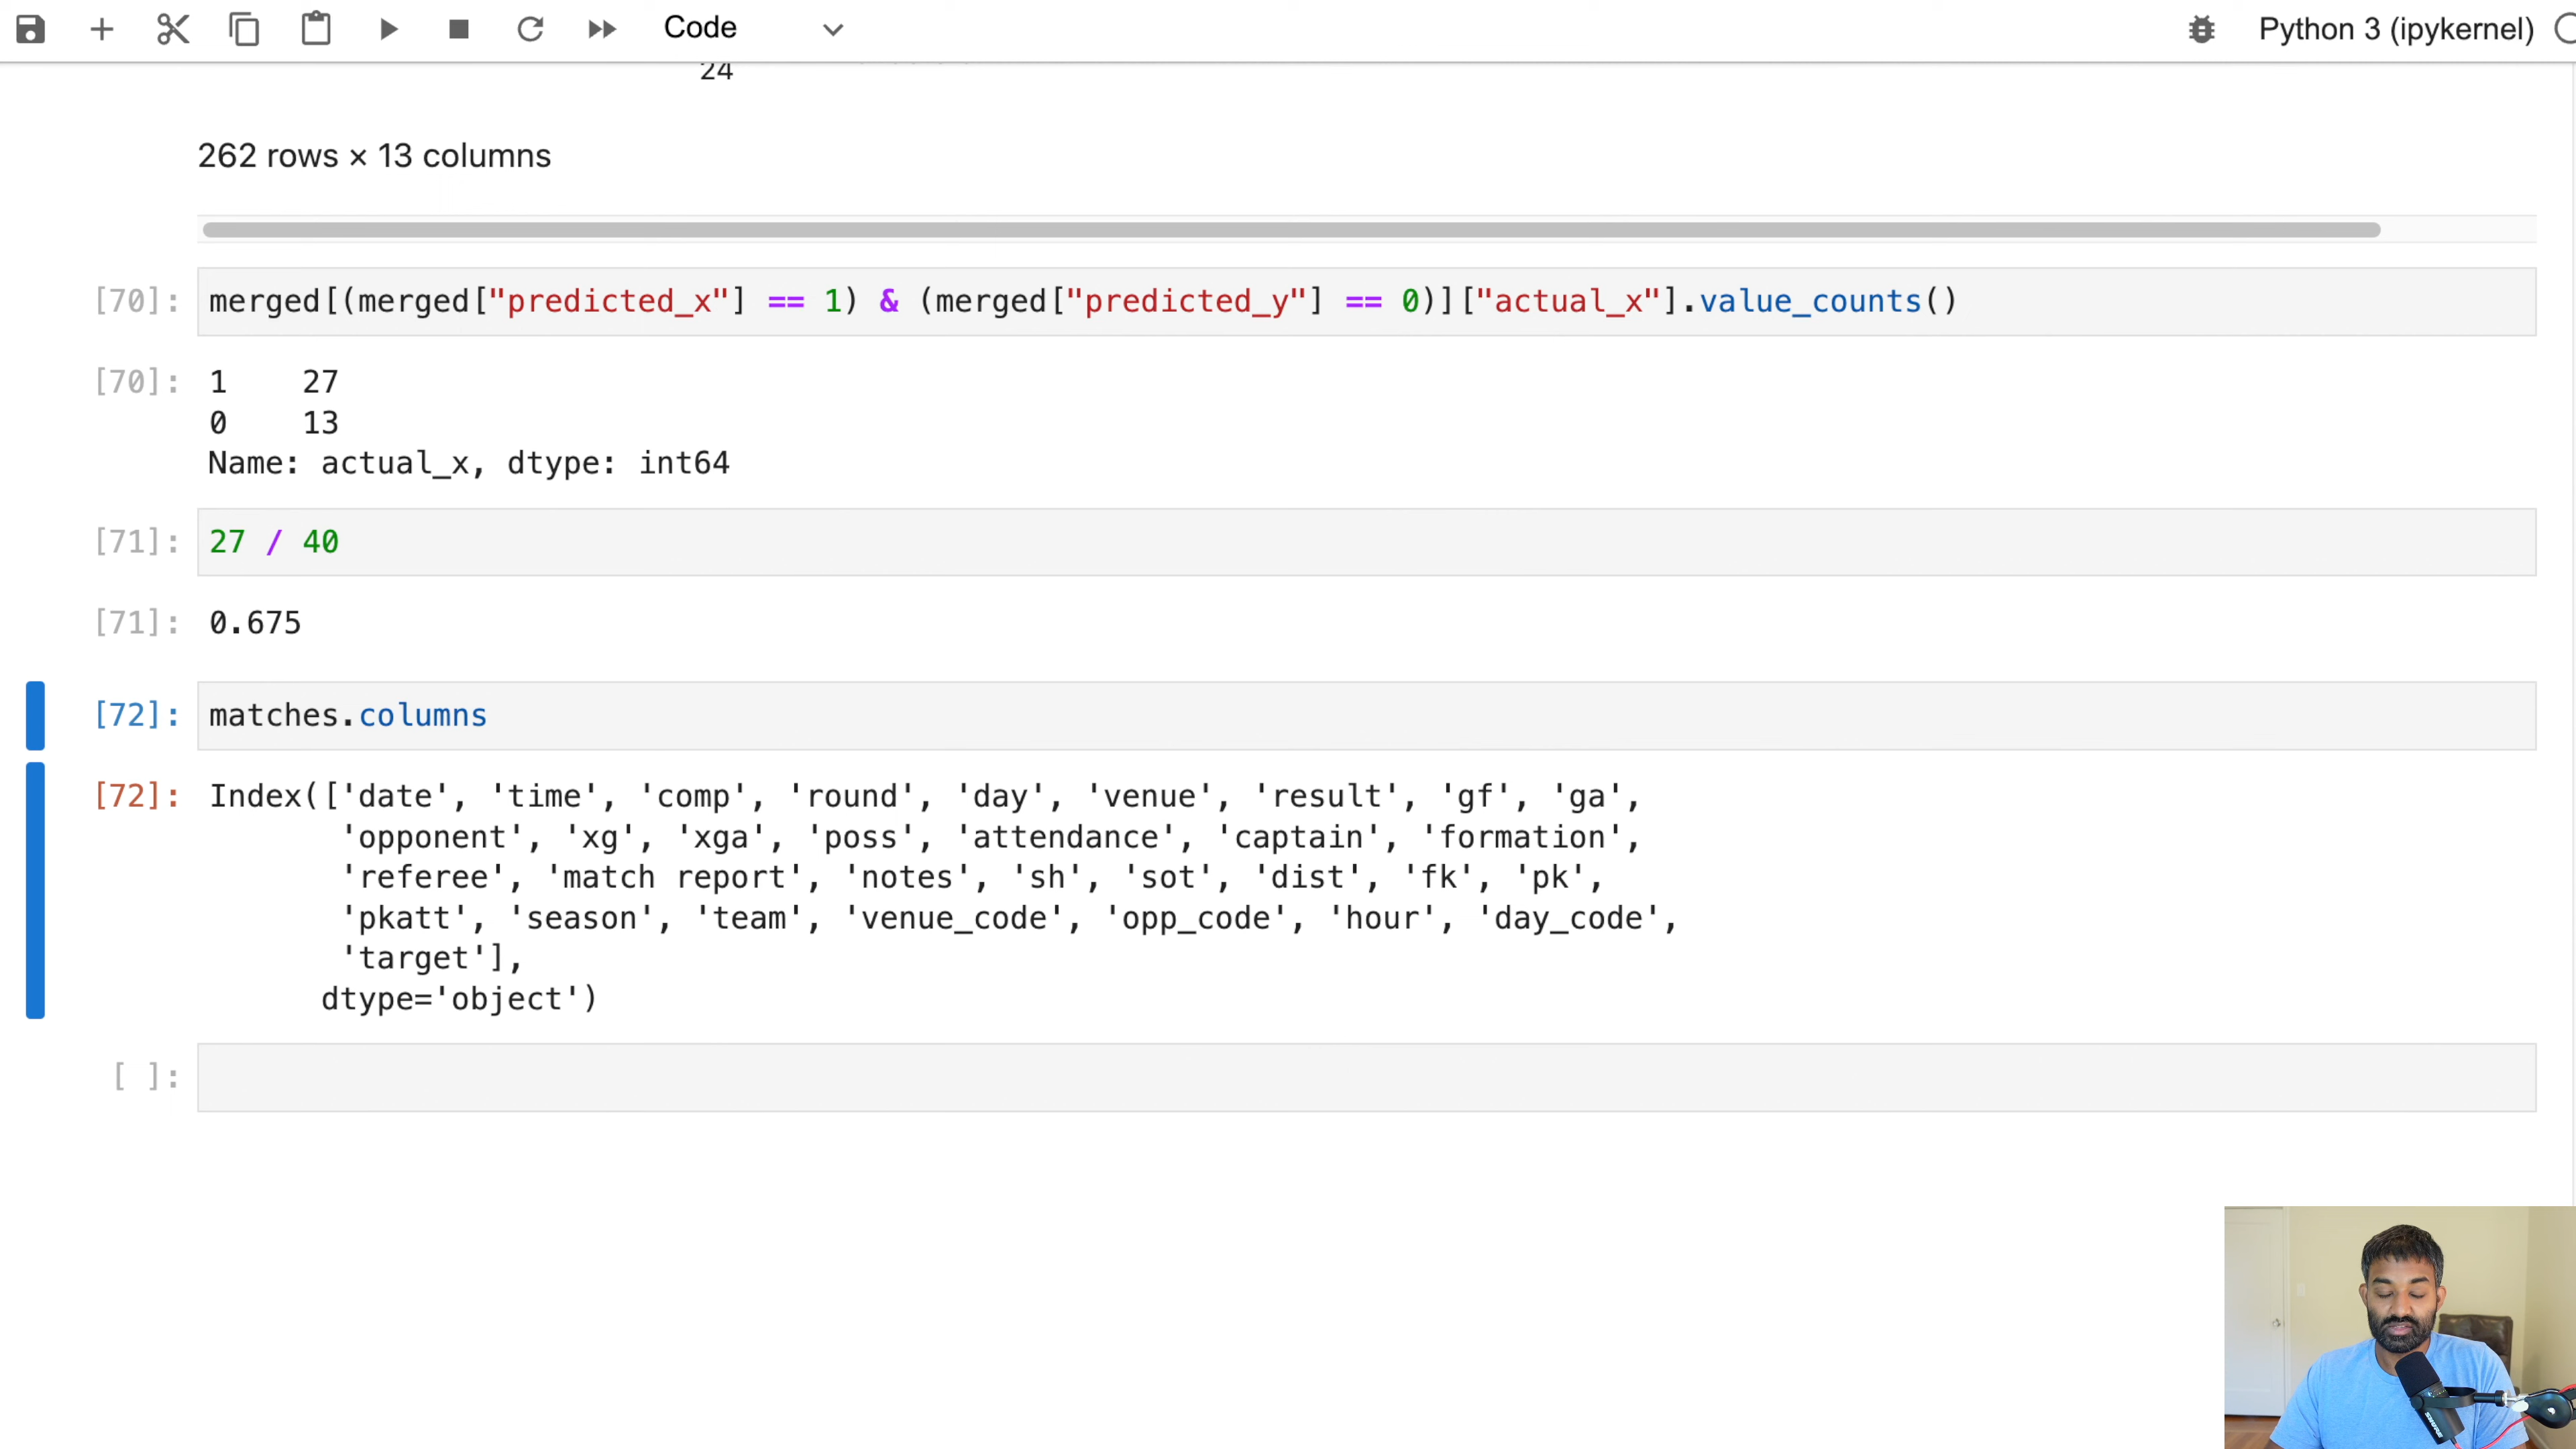 Code
Python 3 (ipykernel)
24
262 rows × 13 columns
[70]: merged[(merged["predicted_x"] == 1) & (merged["predicted_y"] == 0)]["actual_x"].value_counts()
[70]: 1    27
0    13
Name: actual_x, dtype: int64
[71]: 27 / 40
[71]: 0.675
[72]: matches.columns
[72]: Index(['date', 'time', 'comp', 'round', 'day', 'venue', 'result', 'gf', 'ga',
'opponent', 'xg', 'xga', 'poss', 'attendance', 'captain', 'formation',
'referee', 'match report', 'notes', 'sh', 'sot', 'dist', 'fk', 'pk',
'pkatt', 'season', 'team', 'venue_code', 'opp_code', 'hour', 'day_code',
'target'],
dtype='object')
[ ]: